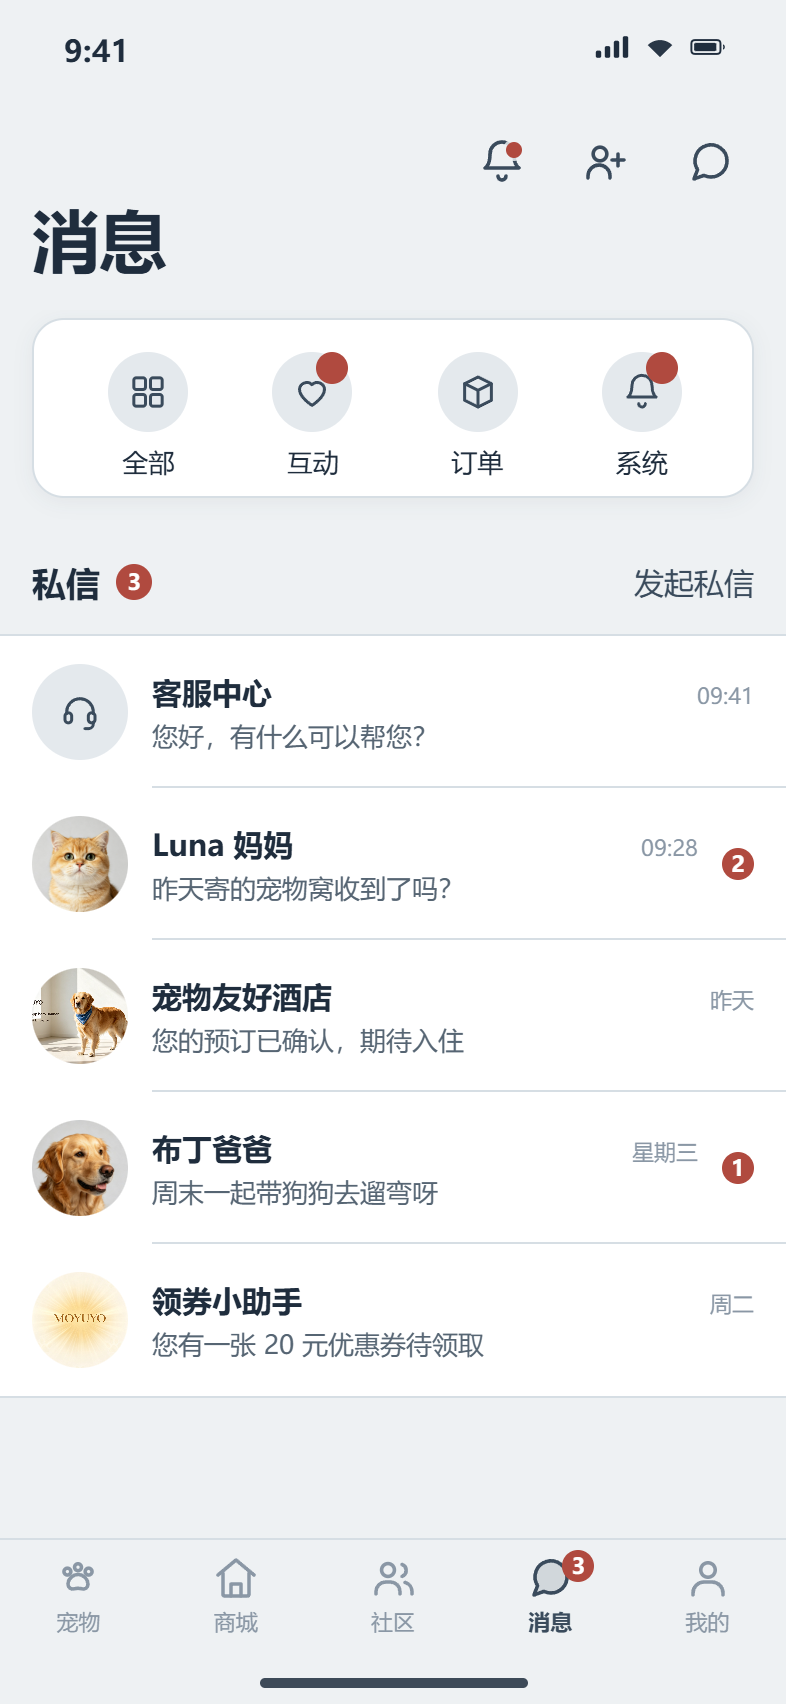 9:41
消息
全部
互动
订单
系统
私信 3
发起私信
客服中心
09:41
您好，有什么可以帮您？
Luna 妈妈
09:28
2
昨天寄的宠物窝收到了吗？
宠物友好酒店
昨天
您的预订已确认，期待入住
布丁爸爸
星期三
1
周末一起带狗狗去遛弯呀
MOYUYO
领券小助手
周二
您有一张 20 元优惠券待领取
3
宠物
商城
社区
消息
我的